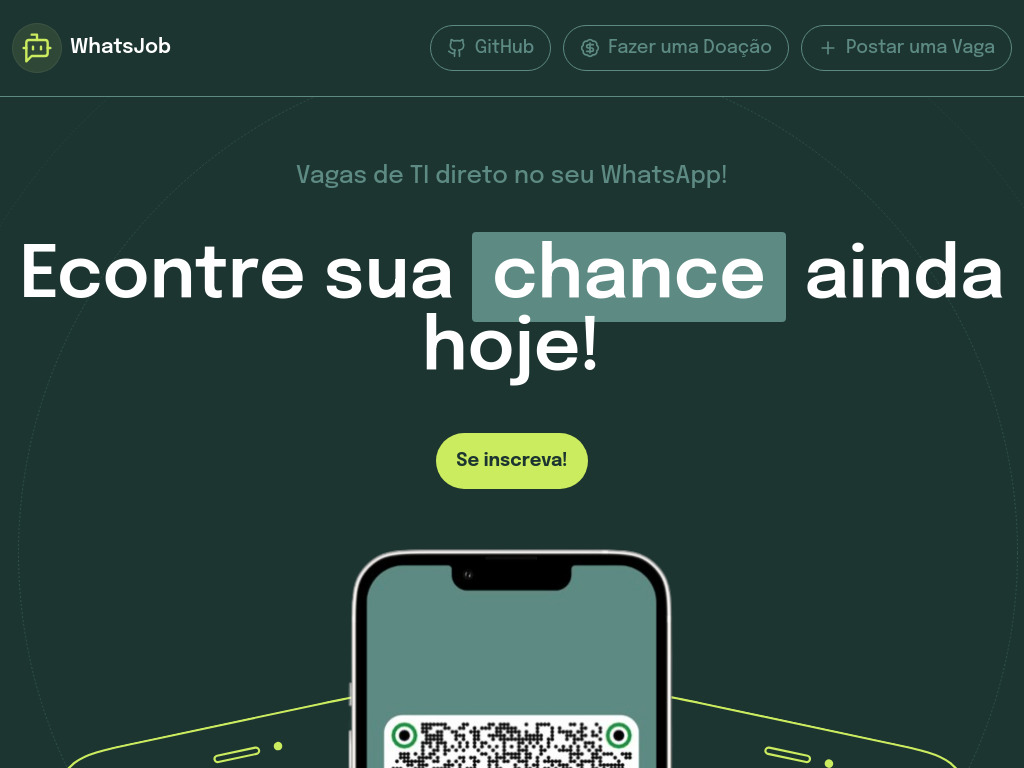 WhatsJob
GitHub
Fazer uma Doação
Postar uma Vaga
Vagas de TI direto no seu WhatsApp!
Econtre sua chance ainda
hoje!
Se inscreva!